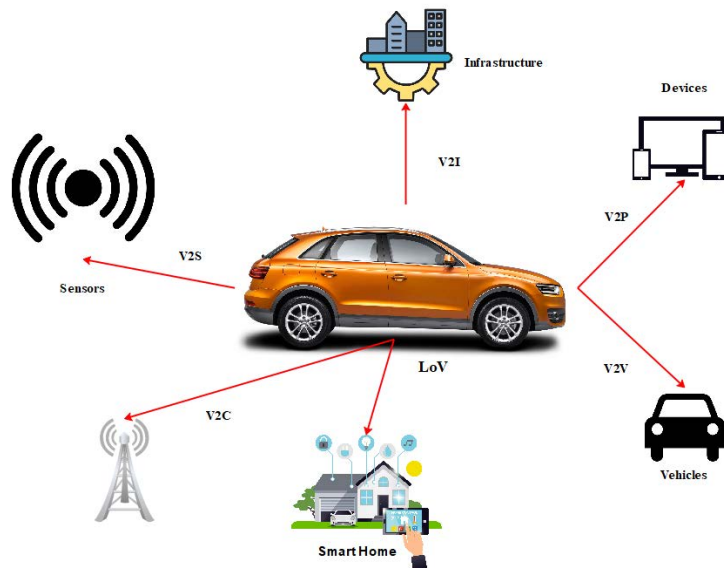 Infrastructure
Devices
V2I
V2P
V2S
Sensors
LoV
V2V
V2C
Vehicles
Smart Home